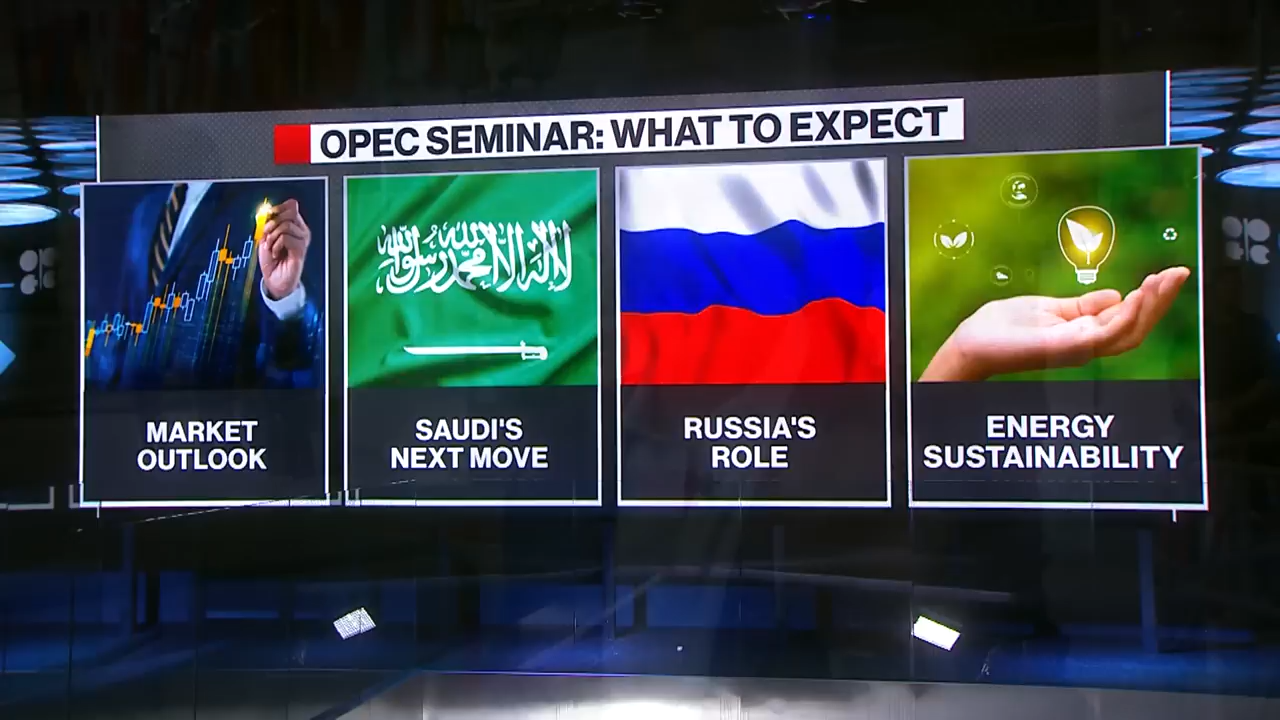 OPEC SEMINAR: WHAT TO EXPECT
لا إله إلا الله محمد رسول الله
MARKET
OUTLOOK
SAUDI'S
NEXT MOVE
RUSSIA'S
ROLE
ENERGY
SUSTAINABILITY